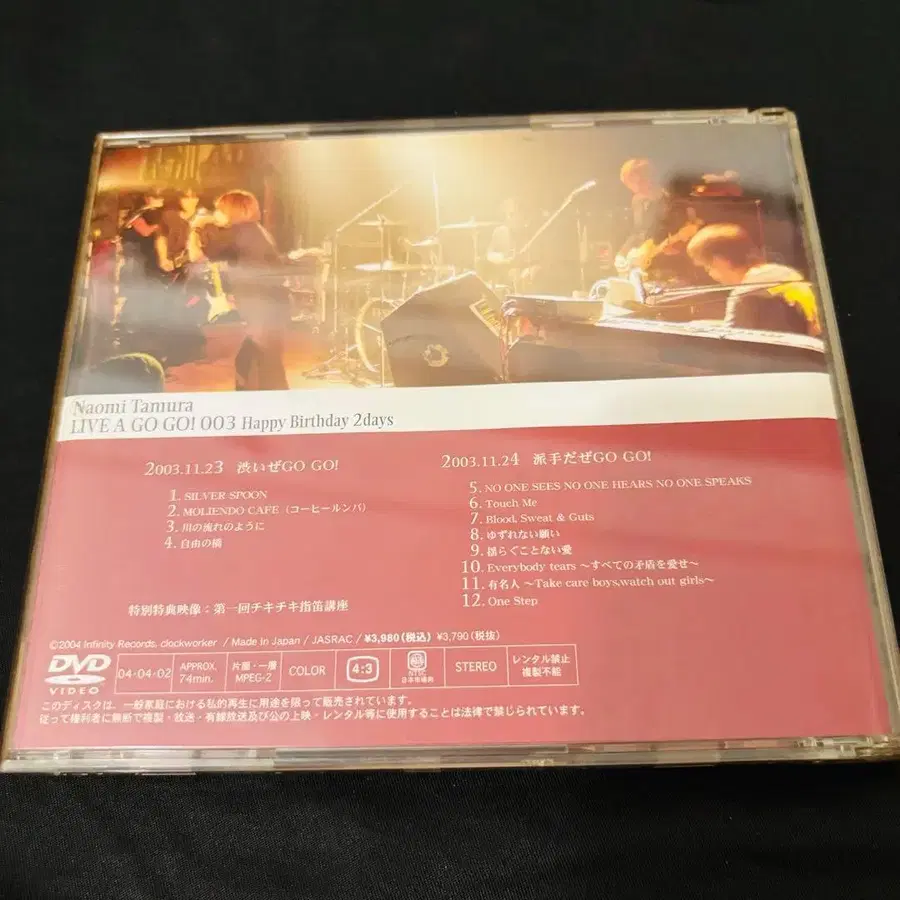 Naomi Tamura
LIVE A GO GO! 003 Happy Birthday 2days
2003.11.23 渋いぜGO GO!
1. SILVER SPOON
2. MOLIENDO CAFE（コーヒールンバ）
3. 川の流れのように
4. 自由の橋
特別特典映像：第一回チキチキ指笛講座
2003.11.24 派手だぜGO GO!
5. NO ONE SEES NO ONE HEARS NO ONE SPEAKS
6. Touch Me
7. Blood, Sweat & Guts
8. ゆずれない願い
9. 揺らぐことない愛
10. Everybody tears ～すべての矛盾を愛せ～
11. 有名人 ～Take care boys,watch out girls～
12. One Step
©2004 Infinity Records, clockworker / Made in Japan / JASRAC / ¥3,980(税込) ¥3,790(税抜)
DVD VIDEO
04・04・02
APPROX. 74min.
片面・一層 MPEG-2
COLOR
4:3
NTSC 日本市場向
STEREO
レンタル禁止 複製不能
このディスクは、一般家庭における私的再生に用途を限って販売されています。
従って権利者に無断で複製・放送・有線放送及び公の上映・レンタル等に使用することは法律で禁じられています。